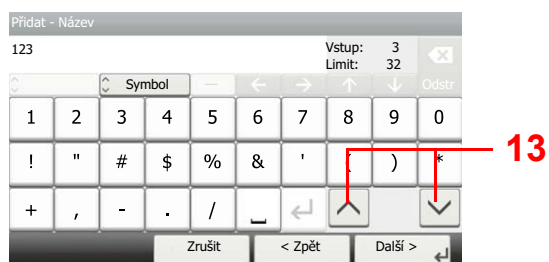 Přidat - Název
123 Vstup: 3
Limit: 32
Symbol Odstr
1 2 3 4 5 6 7 8 9 0
! " # $ % & ' ( ) *
+ , - . / _
13
Zrušit < Zpět Další >